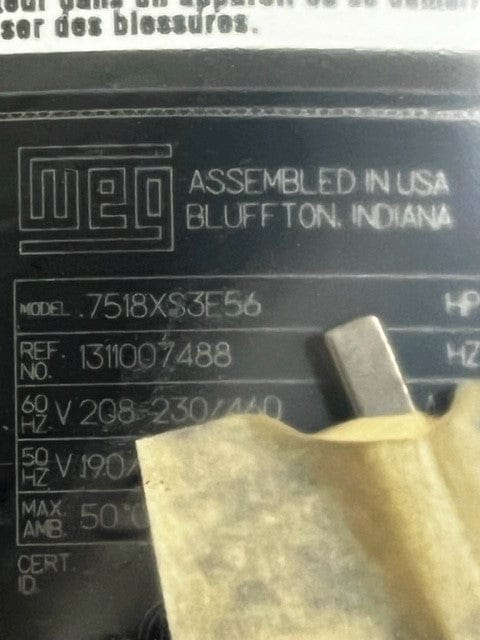 ser des blessures.
weg
ASSEMBLED IN USA
BLUFFTON, INDIANA
MODEL .7518XS3E56 HP
REF. NO. 1311007488 HZ
60 HZ V 208-230/460
50 HZ V 190/
MAX. AMB. 50°C
CERT. ID.